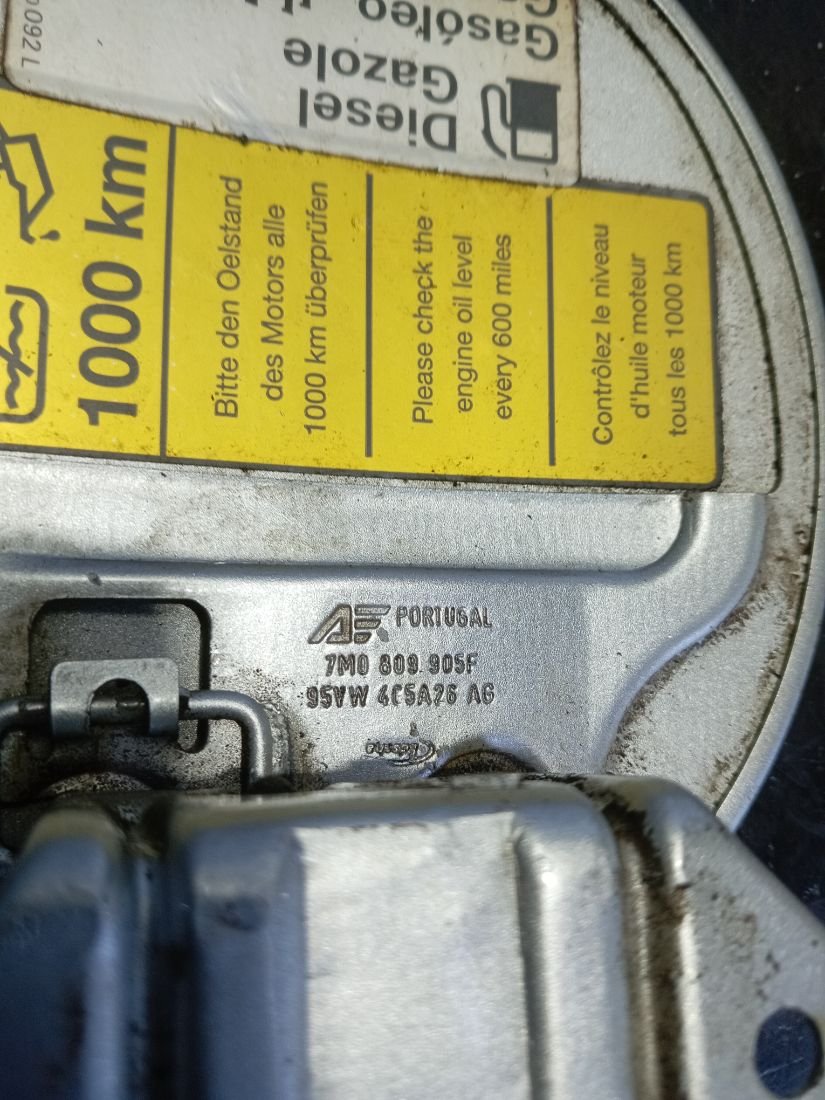 Diesel
Gazole
Gasóleo
092 L
1000 km
Bitte den Oelstand
des Motors alle
1000 km überprüfen
Please check the
engine oil level
every 600 miles
Contrôlez le niveau
d'huile moteur
tous les 1000 km
AE PORTUGAL
7M0 809 905F
95VW 4C5A26 AG